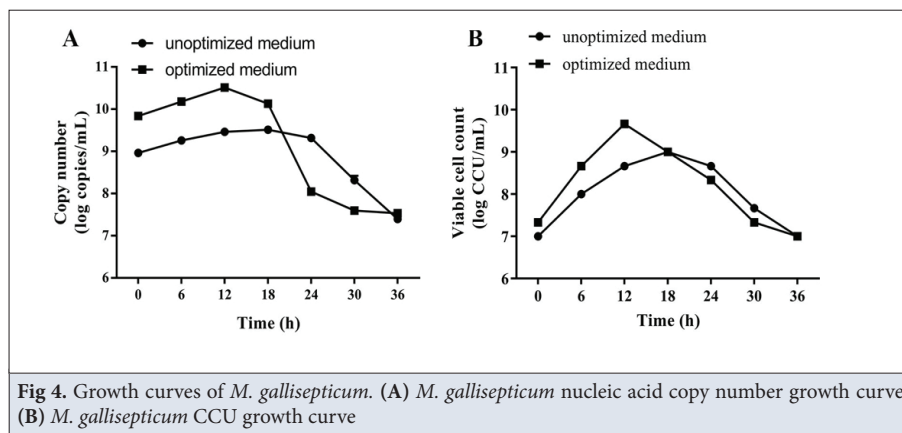 A
unoptimized medium
optimized medium
11
10
9
8
7
6
Copy number
(log copies/mL)
0 6 12 18 24 30 36
Time (h)
B
unoptimized medium
optimized medium
11
10
9
8
7
6
Viable cell count
(log CCU/mL)
0 6 12 18 24 30 36
Time (h)
Fig 4. Growth curves of M. gallisepticum. (A) M. gallisepticum nucleic acid copy number growth curve
(B) M. gallisepticum CCU growth curve